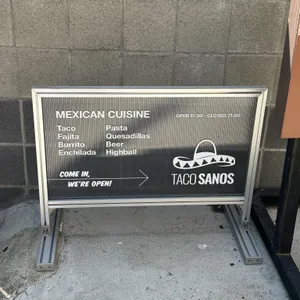 MEXICAN CUISINE
OPEN 11:30 - CLOSED 21:00
Taco Pasta
Fajita Quesadillas
Burrito Beer
Enchilada Highball
COME IN,
WE'RE OPEN!
TACO SANOS